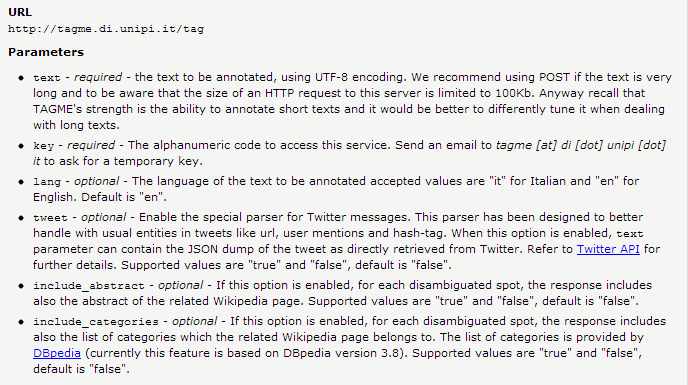 URL
http://tagme.di.unipi.it/tag
Parameters
• text - required - the text to be annotated, using UTF-8 encoding. We recommend using POST if the text is very
long and to be aware that the size of an HTTP request to this server is limited to 100Kb. Anyway recall that
TAGME's strength is the ability to annotate short texts and it would be better to differently tune it when dealing
with long texts.
• key - required - The alphanumeric code to access this service. Send an email to tagme [at] di [dot] unipi [dot]
it to ask for a temporary key.
• lang - optional - The language of the text to be annotated accepted values are "it" for Italian and "en" for
English. Default is "en".
• tweet - optional - Enable the special parser for Twitter messages. This parser has been designed to better
handle with usual entities in tweets like url, user mentions and hash-tag. When this option is enabled, text
parameter can contain the JSON dump of the tweet as directly retrieved from Twitter. Refer to Twitter API for
further details. Supported values are "true" and "false", default is "false".
• include_abstract - optional - If this option is enabled, for each disambiguated spot, the response includes
also the abstract of the related Wikipedia page. Supported values are "true" and "false", default is "false".
• include_categories - optional - If this option is enabled, for each disambiguated spot, the response includes
also the list of categories which the related Wikipedia page belongs to. The list of categories is provided by
DBpedia (currently this feature is based on DBpedia version 3.8). Supported values are "true" and "false",
default is "false".